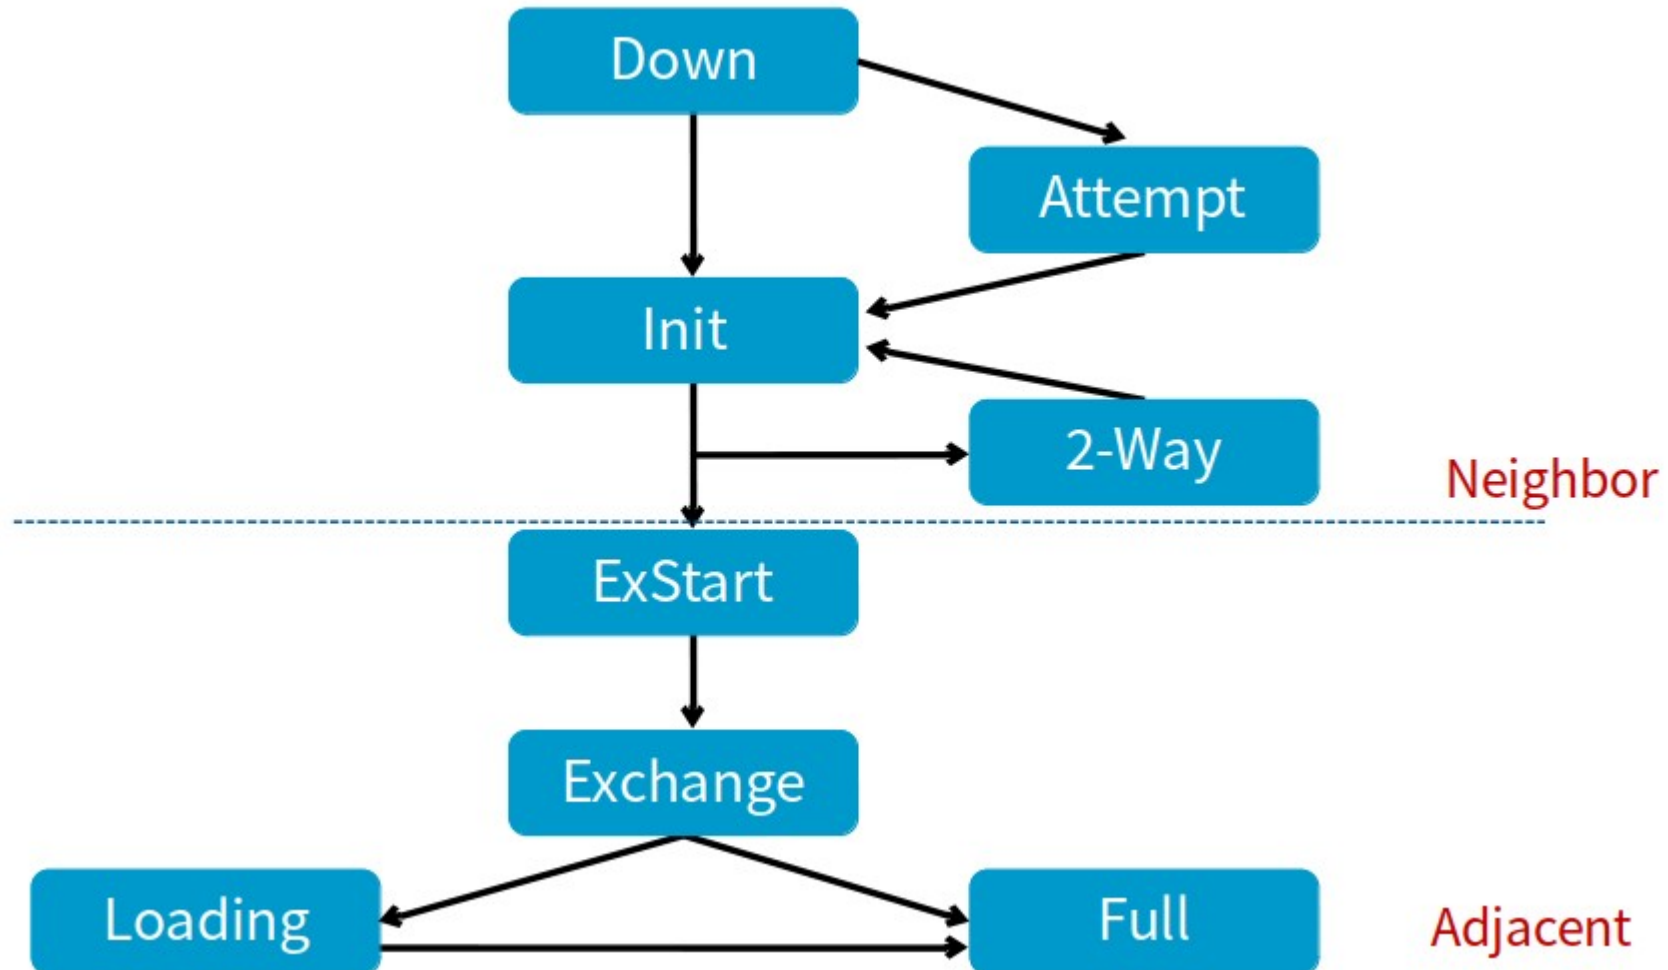 Down
Attempt
Init
2-Way
Neighbor
ExStart
Exchange
Loading
Full
Adjacent